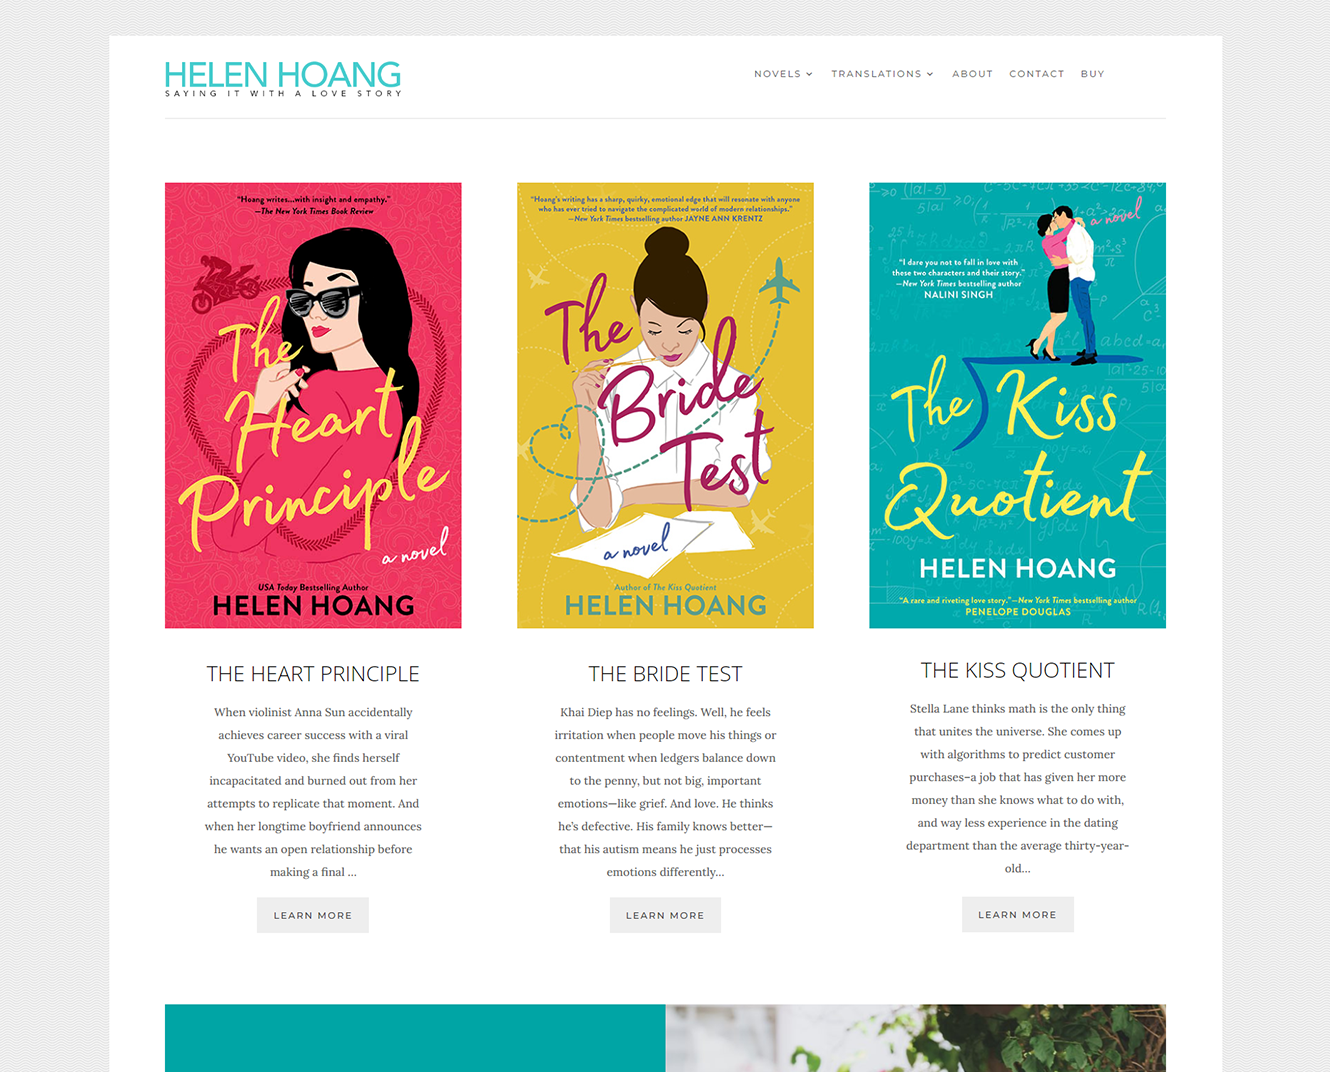 HELEN HOANG
SAYING IT WITH A LOVE STORY
NOVELS
TRANSLATIONS
ABOUT
CONTACT
BUY
"Hoang writes...with insight and empathy."
—The New York Times Book Review
The
Heart
Principle
a novel
USA Today Bestselling Author
HELEN HOANG
"Hoang's writing has a sharp, quirky, emotional edge that will resonate with anyone
who has ever tried to navigate the complicated world of modern relationships."
—New York Times bestselling author JAYNE ANN KRENTZ
The
Bride
Test
a novel
Author of The Kiss Quotient
HELEN HOANG
a novel
"I dare you not to fall in love with
these two characters and their story."
—New York Times bestselling author
NALINI SINGH
The Kiss
Quotient
HELEN HOANG
"A rare and riveting love story."—New York Times bestselling author
PENELOPE DOUGLAS
THE HEART PRINCIPLE
When violinist Anna Sun accidentally
achieves career success with a viral
YouTube video, she finds herself
incapacitated and burned out from her
attempts to replicate that moment. And
when her longtime boyfriend announces
he wants an open relationship before
making a final ...
LEARN MORE
THE BRIDE TEST
Khai Diep has no feelings. Well, he feels
irritation when people move his things or
contentment when ledgers balance down
to the penny, but not big, important
emotions—like grief. And love. He thinks
he's defective. His family knows better—
that his autism means he just processes
emotions differently...
LEARN MORE
THE KISS QUOTIENT
Stella Lane thinks math is the only thing
that unites the universe. She comes up
with algorithms to predict customer
purchases–a job that has given her more
money than she knows what to do with,
and way less experience in the dating
department than the average thirty-year-
old...
LEARN MORE